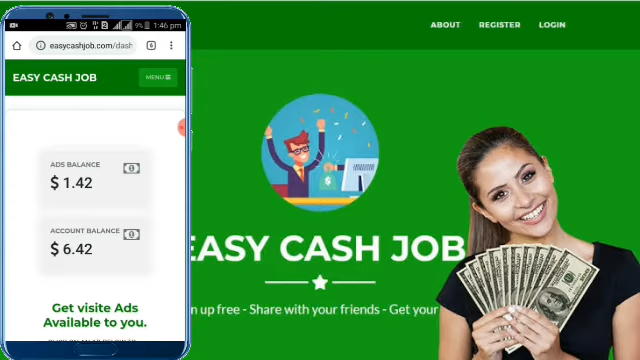 9% 1:46 pm
easycashjob.com/dash
6
EASY CASH JOB
MENU
ADS BALANCE
$ 1.42
ACCOUNT BALANCE
$ 6.42
Get visite Ads
Available to you.
ABOUT REGISTER LOGIN
EASY CASH JOB
n up free - Share with your friends - Get your